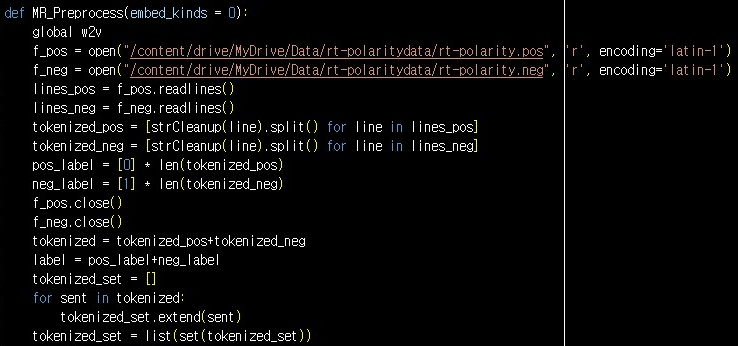 def MR_Preprocess(embed_kinds = 0):
    global w2v
    f_pos = open("/content/drive/MyDrive/Data/rt-polaritydata/rt-polarity.pos", 'r', encoding='latin-1')
    f_neg = open("/content/drive/MyDrive/Data/rt-polaritydata/rt-polarity.neg", 'r', encoding='latin-1')
    lines_pos = f_pos.readlines()
    lines_neg = f_neg.readlines()
    tokenized_pos = [strCleanup(line).split() for line in lines_pos]
    tokenized_neg = [strCleanup(line).split() for line in lines_neg]
    pos_label = [0] * len(tokenized_pos)
    neg_label = [1] * len(tokenized_neg)
    f_pos.close()
    f_neg.close()
    tokenized = tokenized_pos+tokenized_neg
    label = pos_label+neg_label
    tokenized_set = []
    for sent in tokenized:
        tokenized_set.extend(sent)
    tokenized_set = list(set(tokenized_set))